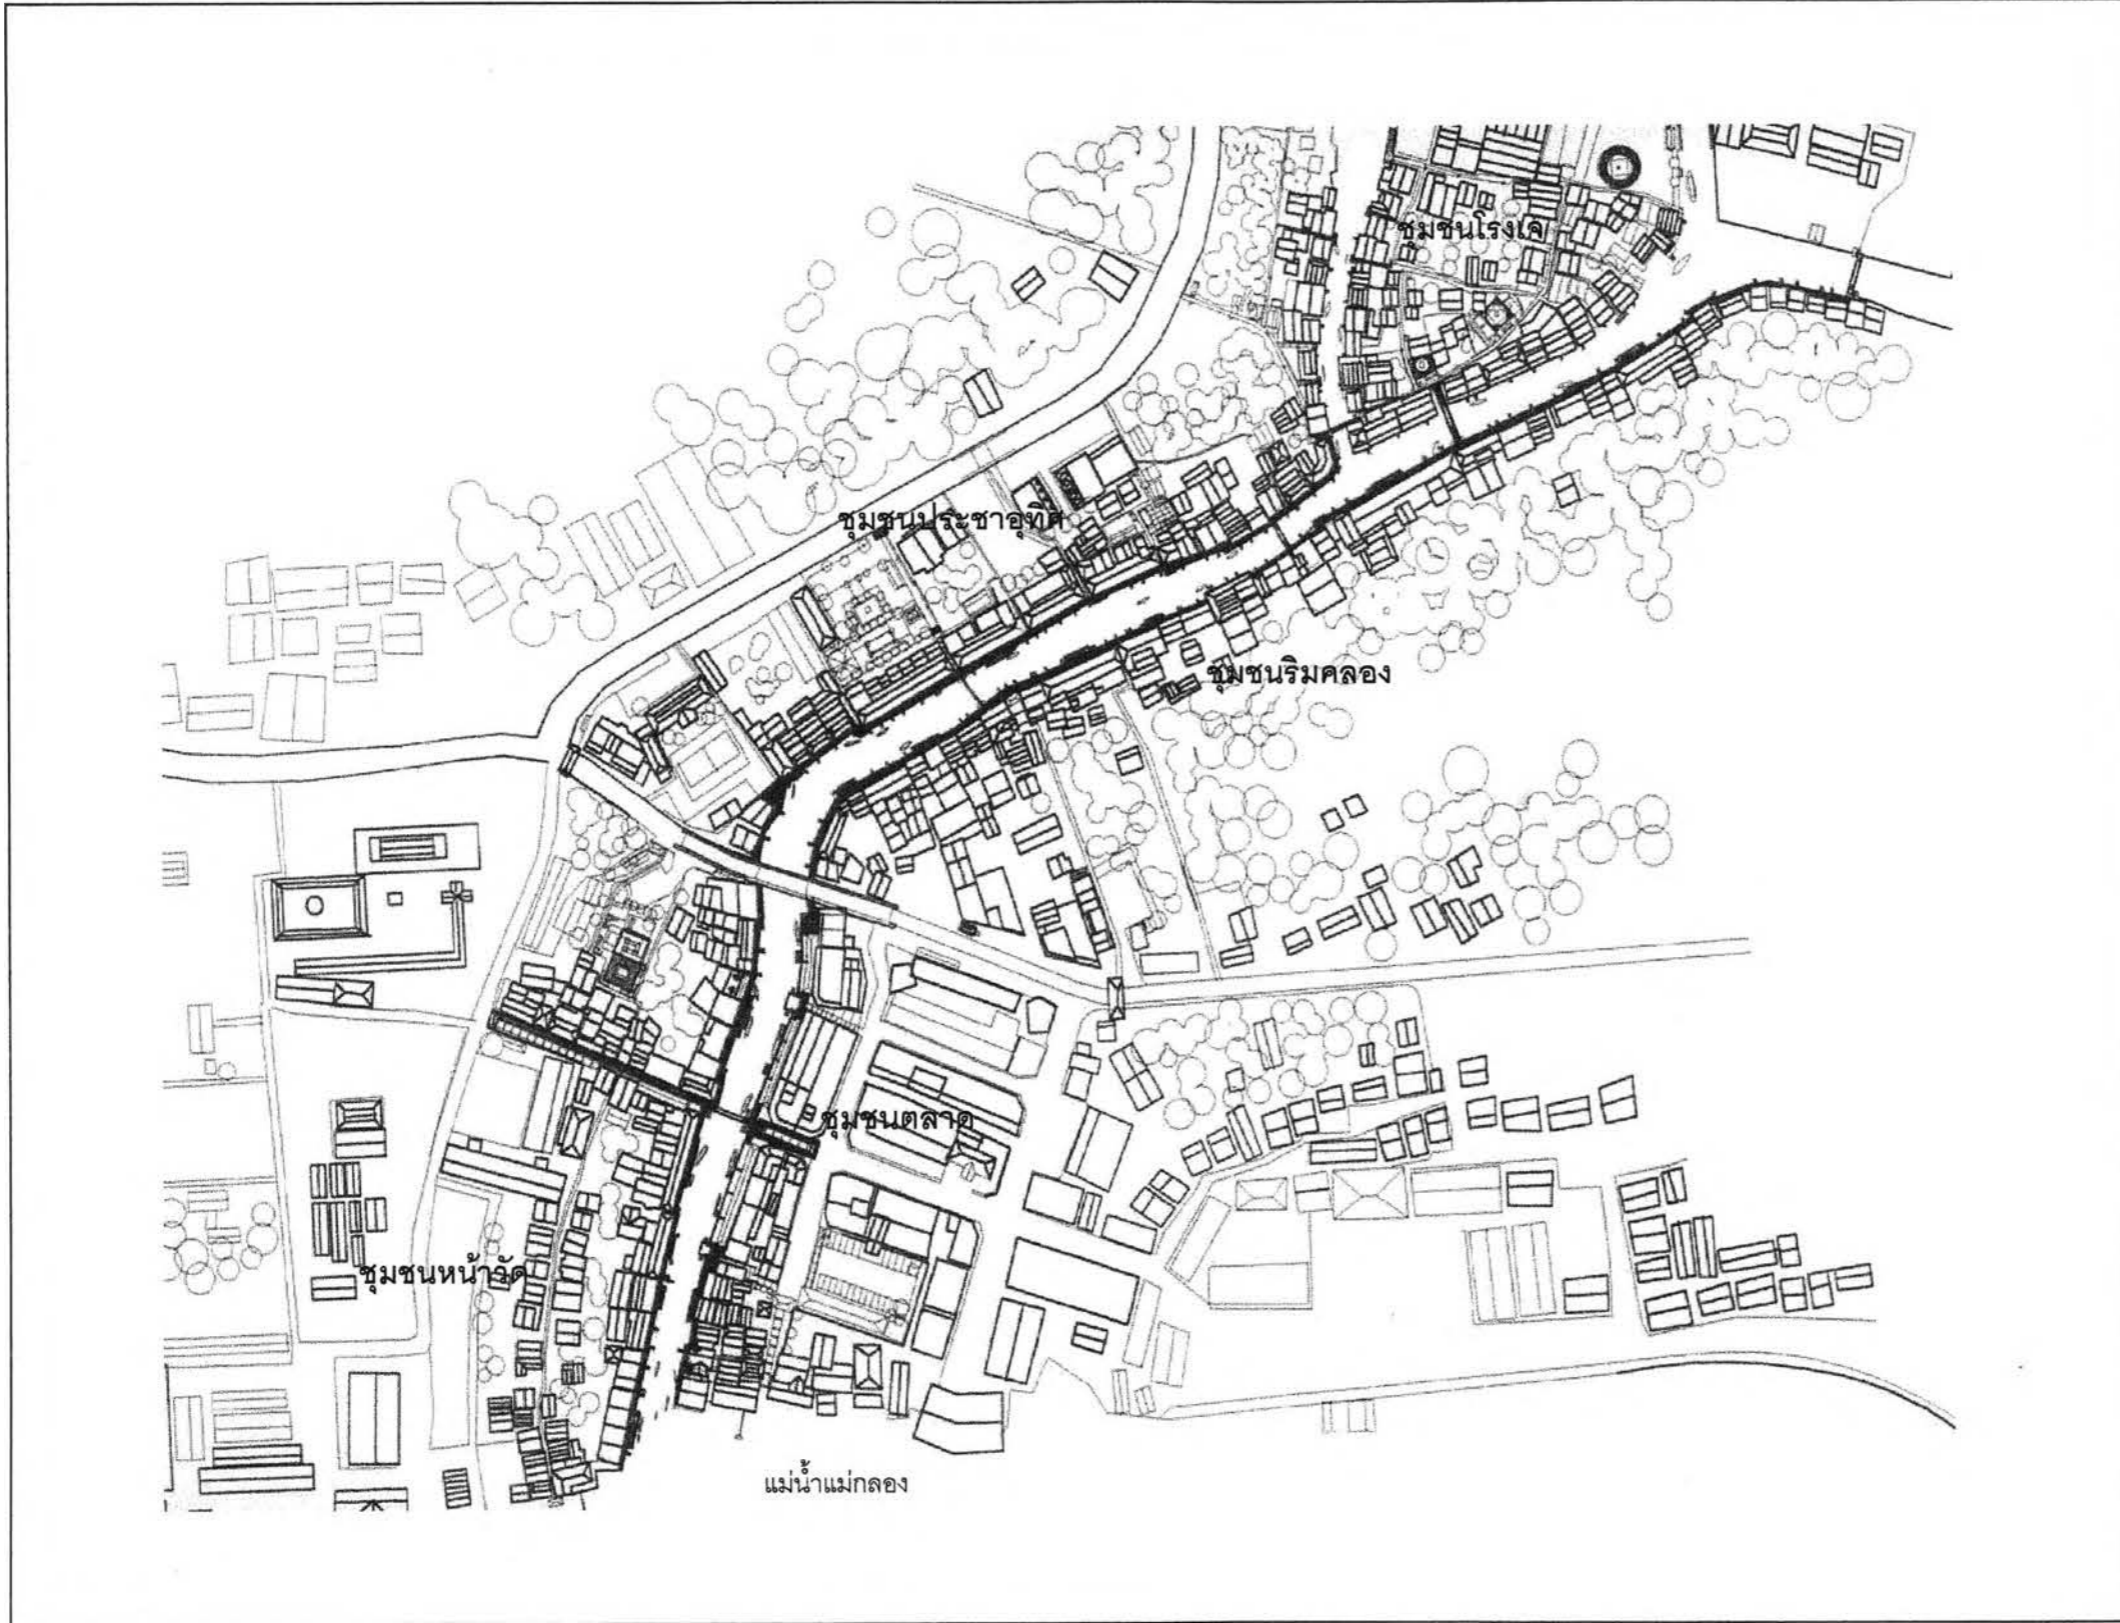 ชุมชนโรงเจ
ชุมชนประชาอุทิศ
ชุมชนริมคลอง
ชุมชนตลาด
ชุมชนหน้าวัด
แม่น้ำแม่กลอง